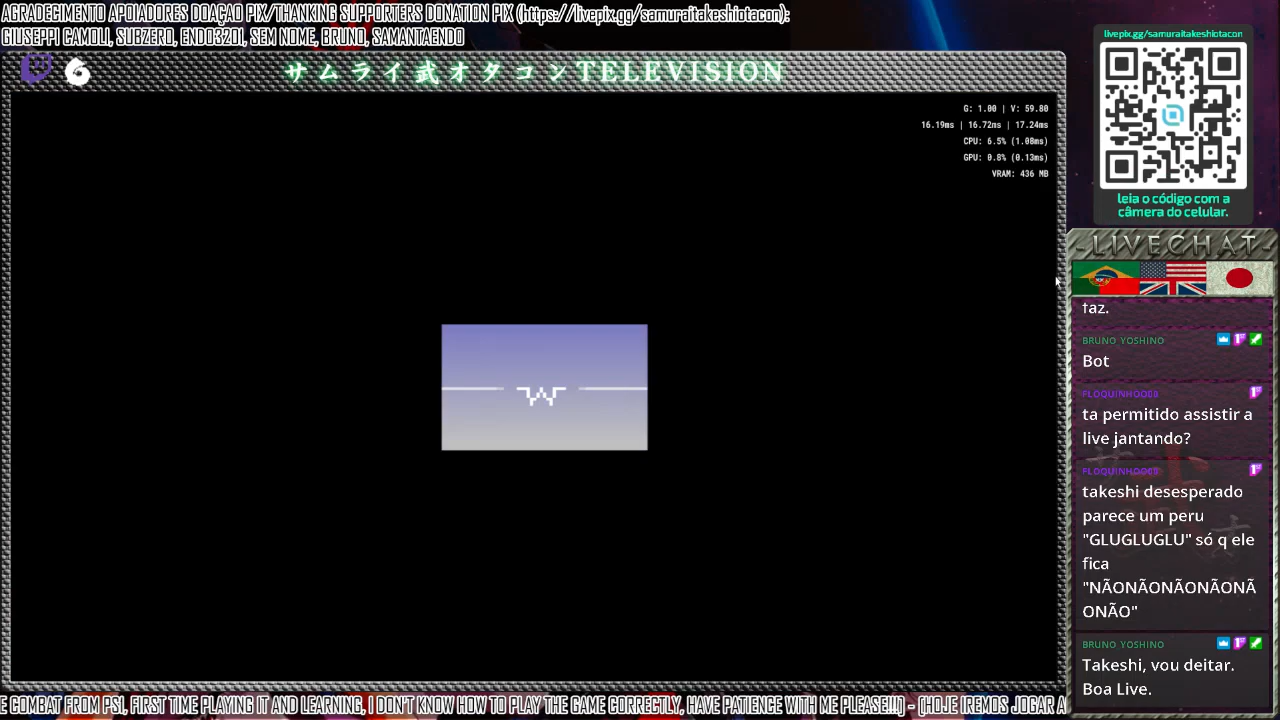 AGRADECIMENTO APOIADORES DOAÇÃO PIX/THANKING SUPPORTERS DONATION PIX (https://livepix.gg/samuraitakeshiotacon):
GIUSEPPI CAMOLI, SUBZERO, ENDO3201, SEM NOME, BRUNO, SAMANTAENDO
6
サムライ武オタコンTELEVISION
G: 1.00 | V: 59.80
16.19ms | 16.72ms | 17.24ms
CPU: 6.5% (1.08ms)
GPU: 0.8% (0.13ms)
VRAM: 436 MB
livepix.gg/samuraitakeshiotacon
leia o código com a
câmera do celular.
-LIVECHAT-
faz.
BRUNO YOSHINO
Bot
FLOQUINHOO08
ta permitido assistir a
live jantando?
FLOQUINHOO08
takeshi desesperado
parece um peru
"GLUGLUGLU" só q ele
fica
"NÃONÃONÃONÃONÃ
ONÃO"
BRUNO YOSHINO
Takeshi, vou deitar.
Boa Live.
E COMBAT FROM PS1, FIRST TIME PLAYING IT AND LEARNING, I DON'T KNOW HOW TO PLAY THE GAME CORRECTLY, HAVE PATIENCE WITH ME PLEASE!!!) - (HOJE IREMOS JOGAR A